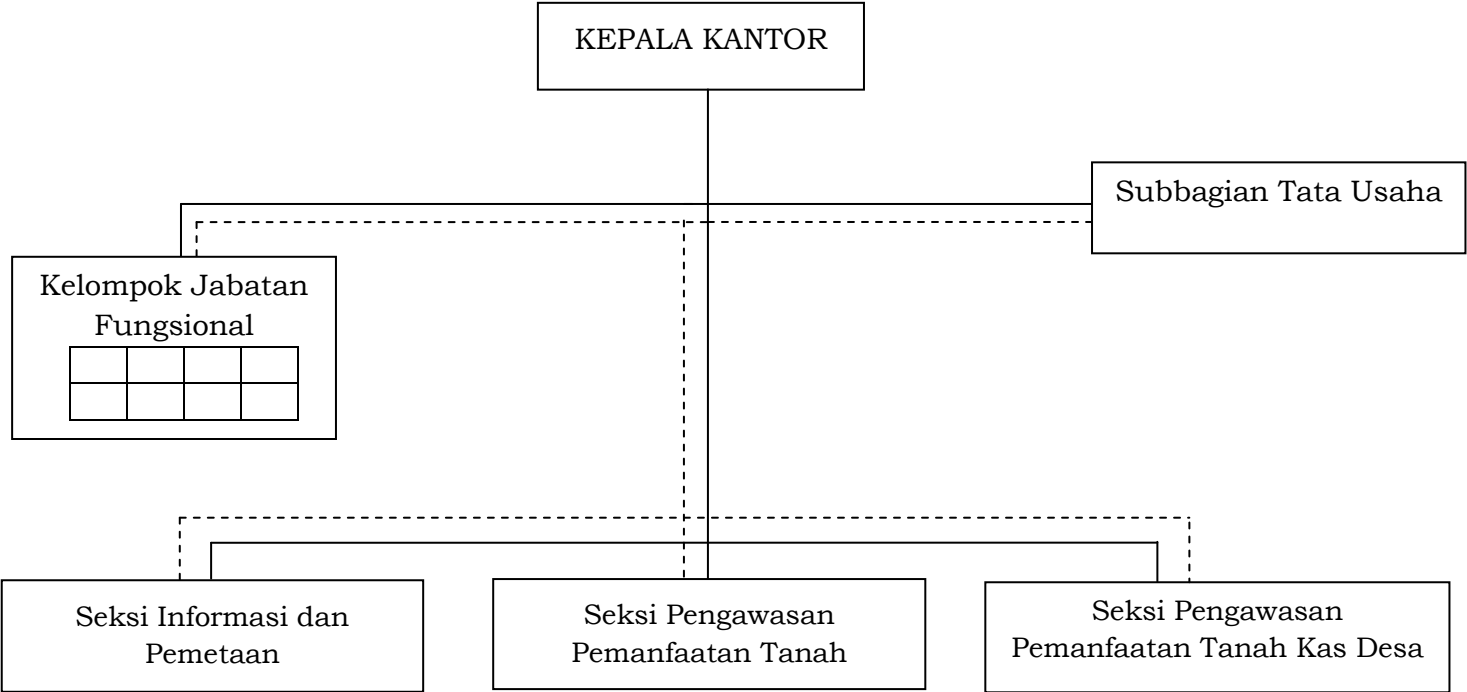 KEPALA KANTOR
Subbagian Tata Usaha
Kelompok Jabatan
Fungsional
Seksi Informasi dan
Pemetaan
Seksi Pengawasan
Pemanfaatan Tanah
Seksi Pengawasan
Pemanfaatan Tanah Kas Desa